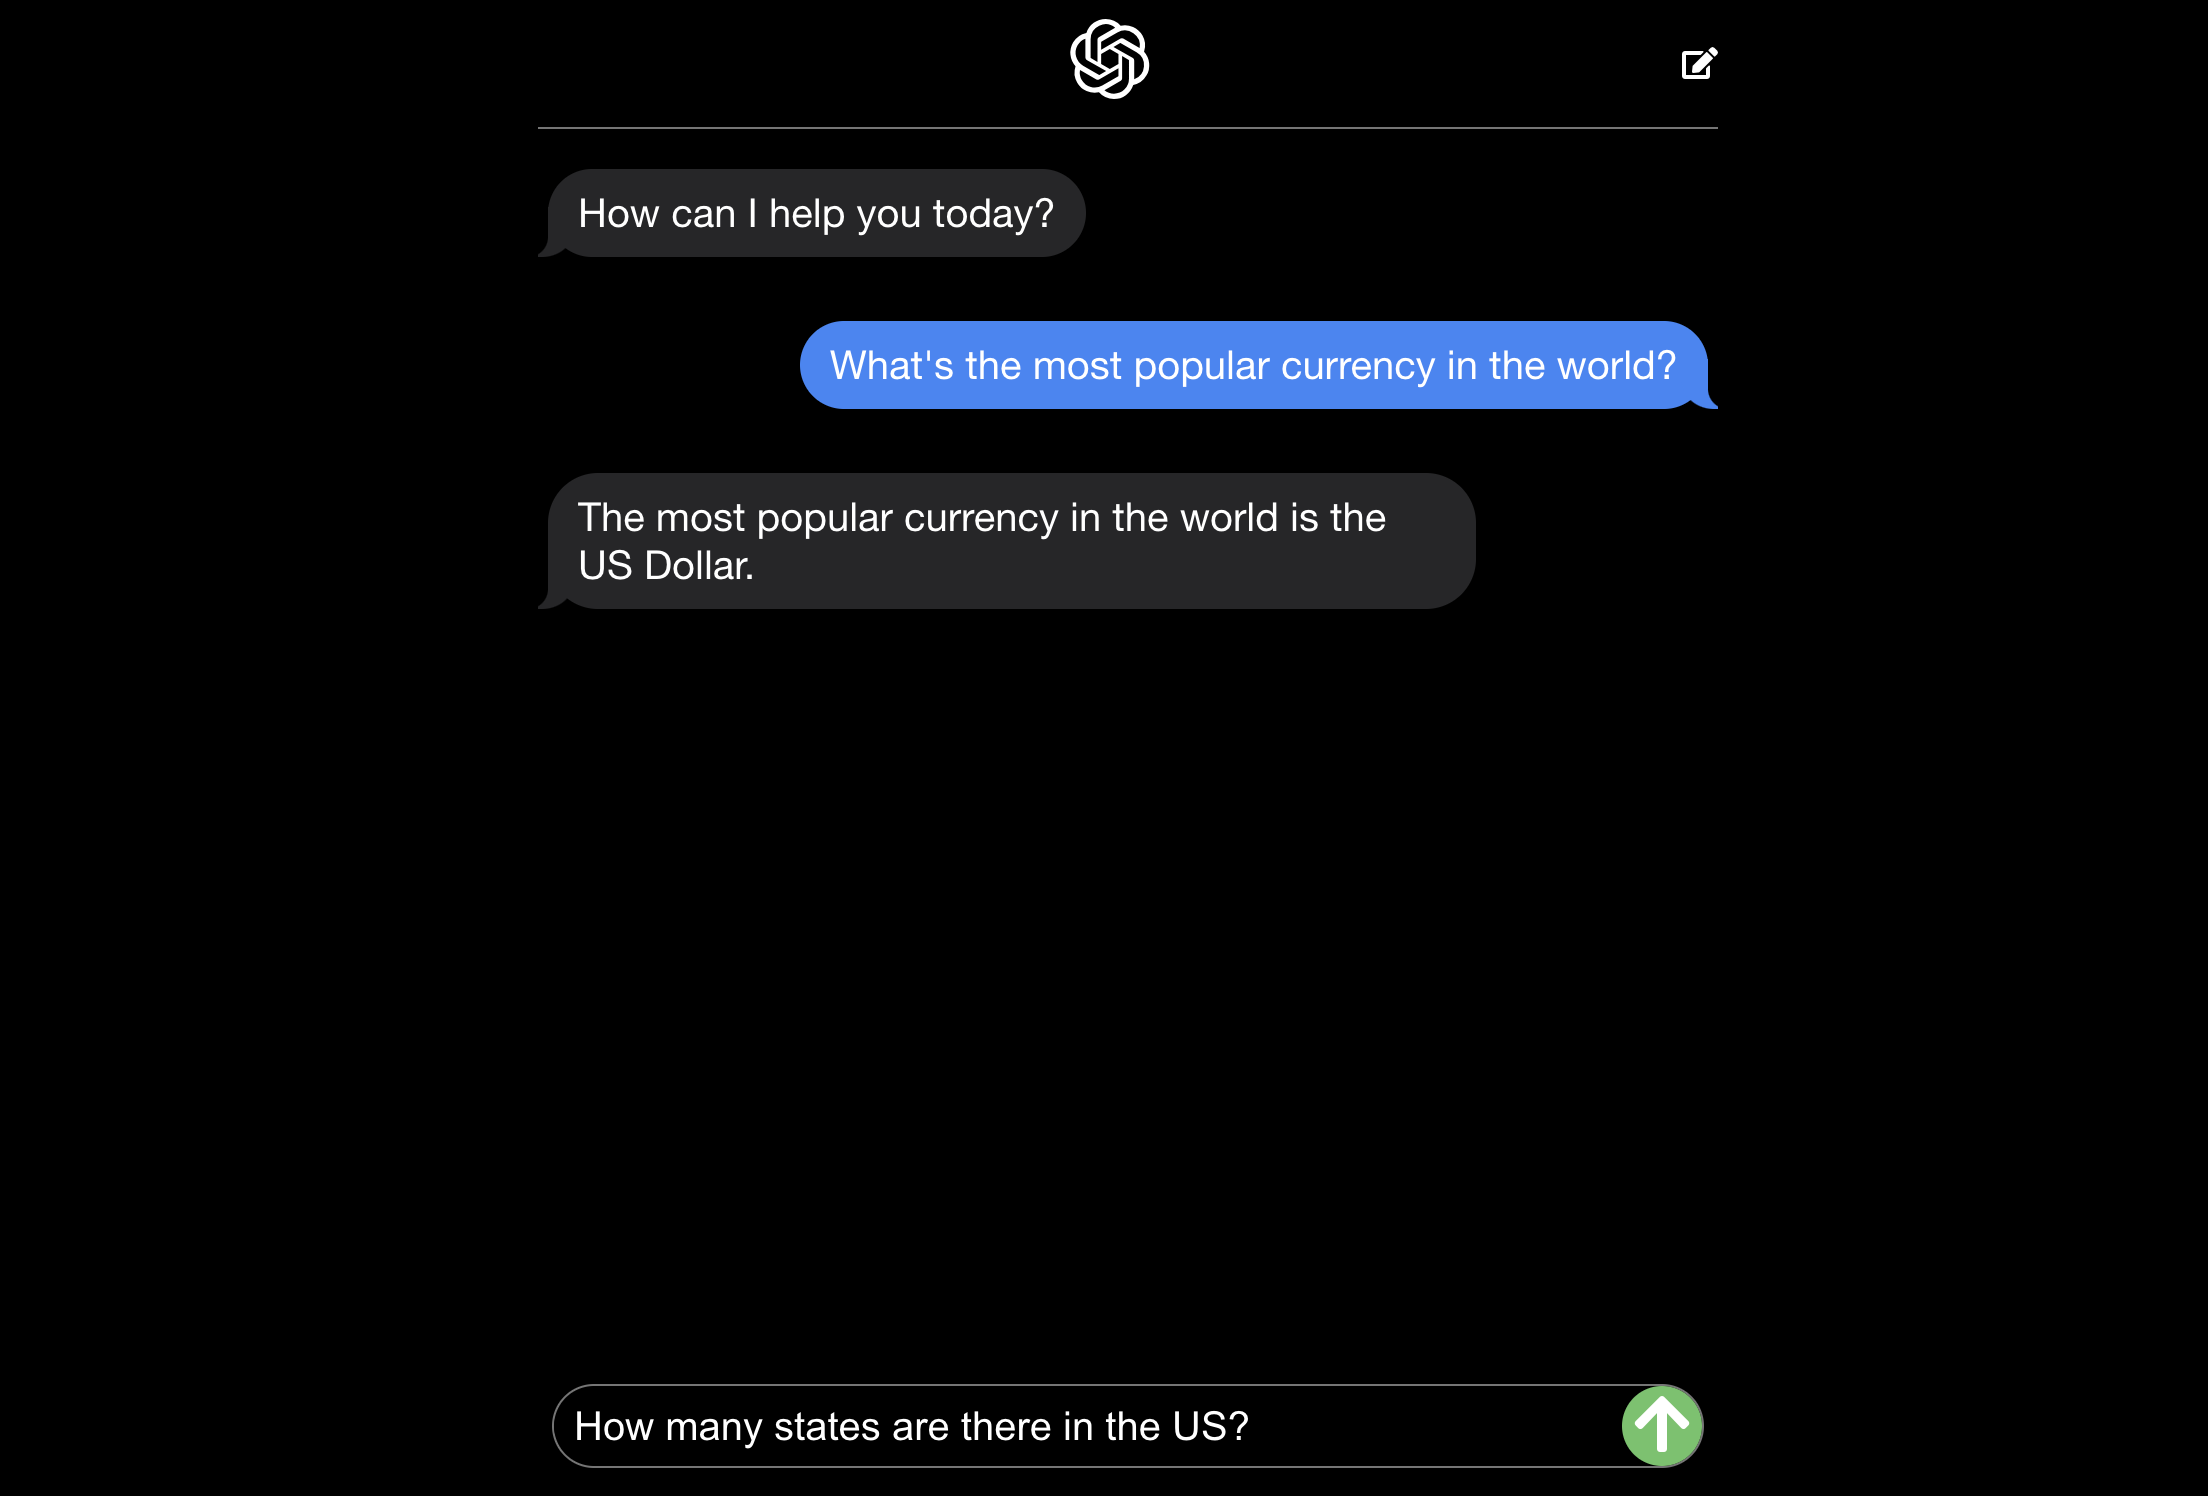 How can I help you today?
What's the most popular currency in the world?
The most popular currency in the world is the
US Dollar.
How many states are there in the US?